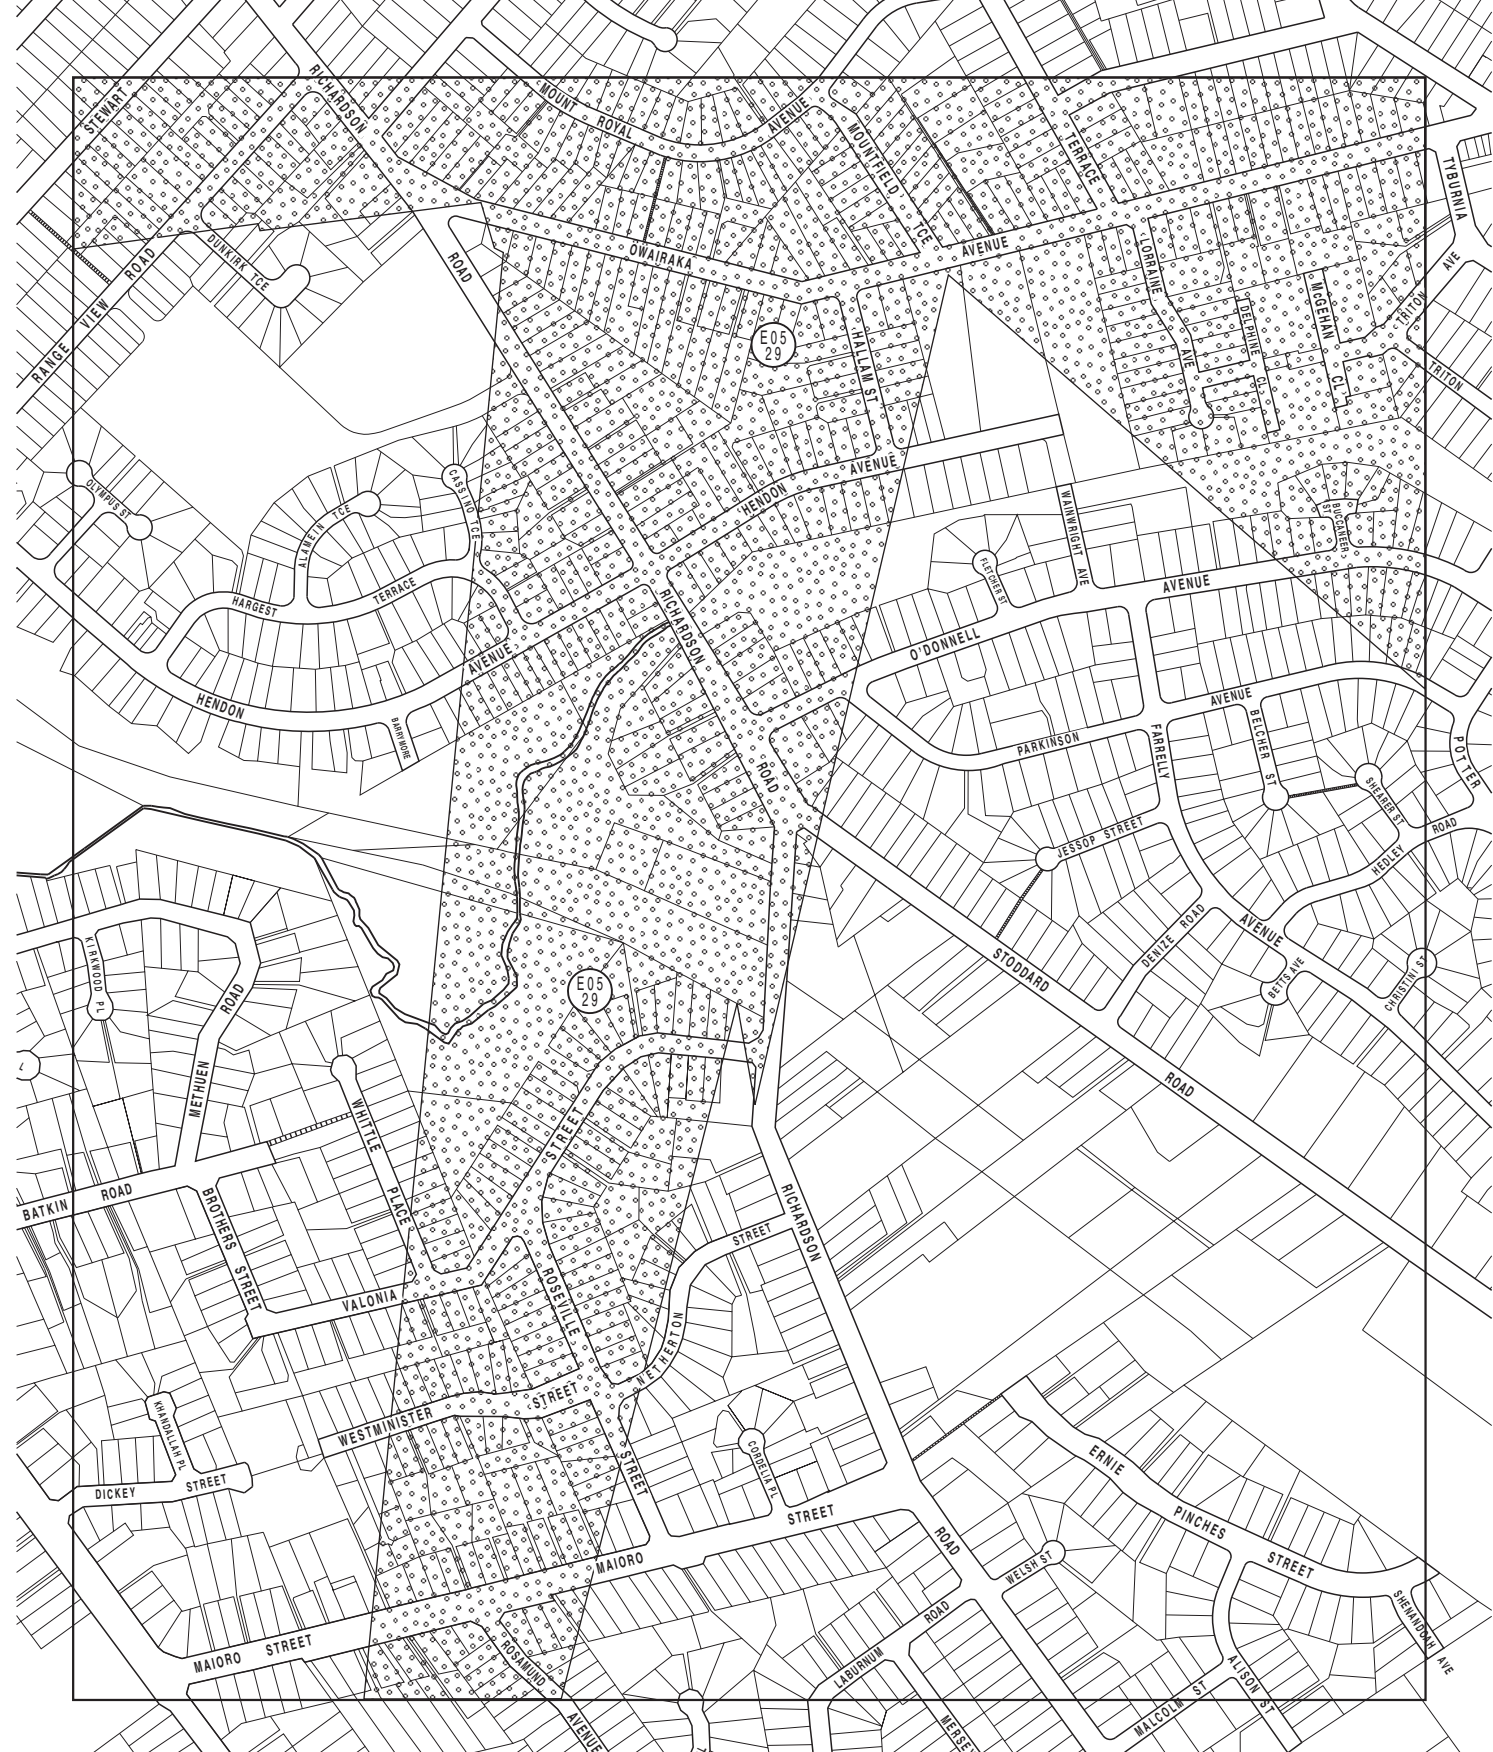 STEWART
RICHARDSON
MOUNT
ROYAL
AVENUE
MOUNTFIELD
TCE
TERRACE
TYBURNIA
AVE
DUNKIRK TCE
ROAD
VIEW
RANGE
ROAD
OWAIRAKA
AVENUE
LORRAINE
AVE
DELPHINE
CL
McGEHAN
CL
TRITON
TRITON
E05
29
HALLAM ST
OLYMPUS ST
ALAMEIN TCE
CASSINO TCE
HENDON
AVENUE
WAINWRIGHT
AVE
BUCCANEER
ST
FLETCHER ST
AVENUE
HARGEST
TERRACE
RICHARDSON
O'DONNELL
AVENUE
HENDON
BARRYMORE
AVENUE
BELCHER
ST
PARKINSON
FARRELLY
POTTER
ROAD
SHEARER ST
JESSOP STREET
ROAD
HEDLEY
KIRKWOOD PL
ROAD
DENIZE ROAD
AVENUE
STODDARD
BETTS AVE
CHRISTINI ST
E05
29
L
METHUEN
WHITTLE
PLACE
STREET
ROAD
BATKIN ROAD
BROTHERS
STREET
RICHARDSON
STREET
VALONIA
ROSEVILLE
NETHERTON
WESTMINISTER
STREET
KHANDALLAH PL
STREET
CORDELIA PL
DICKEY
STREET
ERNIE
PINCHES
STREET
STREET
MAIORO
ROAD
WELSH ST
SHENANDOAH AVE
MAIORO
STREET
ROSAMUND
AVENUE
LABURNUM
ROAD
ALISON ST
MALCOLM ST
MERSE